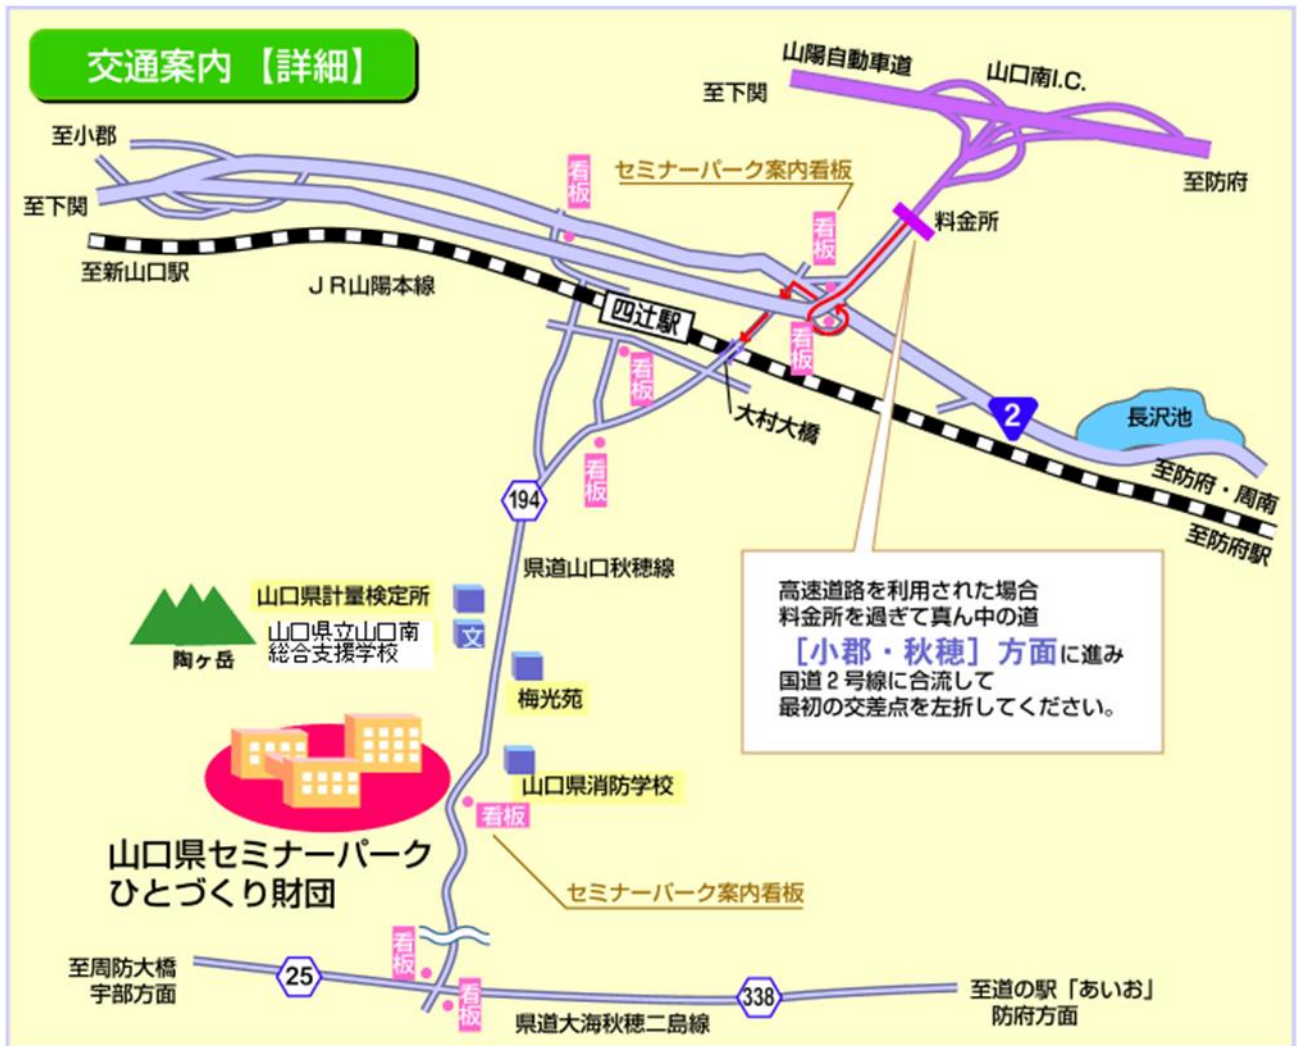 交通案内【詳細】
山陽自動車道
山口南I.C.
至下関
至小郡
看板
セミナーパーク案内看板
至防府
至下関
看板
料金所
至新山口駅
JR山陽本線
四辻駅
看板
看板
2
長沢池
大村大橋
看板
至防府・周南
194
至防府駅
県道山口秋穂線
高速道路を利用された場合
料金所を過ぎて真ん中の道
［小郡・秋穂］方面に進み
国道2号線に合流して
最初の交差点を左折してください。
山口県計量検定所
山口県立山口南
総合支援学校
文
陶ヶ岳
梅光苑
山口県消防学校
看板
山口県セミナーパーク
ひとづくり財団
セミナーパーク案内看板
看板
至周防大橋
宇部方面
25
看板
338
県道大海秋穂二島線
至道の駅「あいお」
防府方面